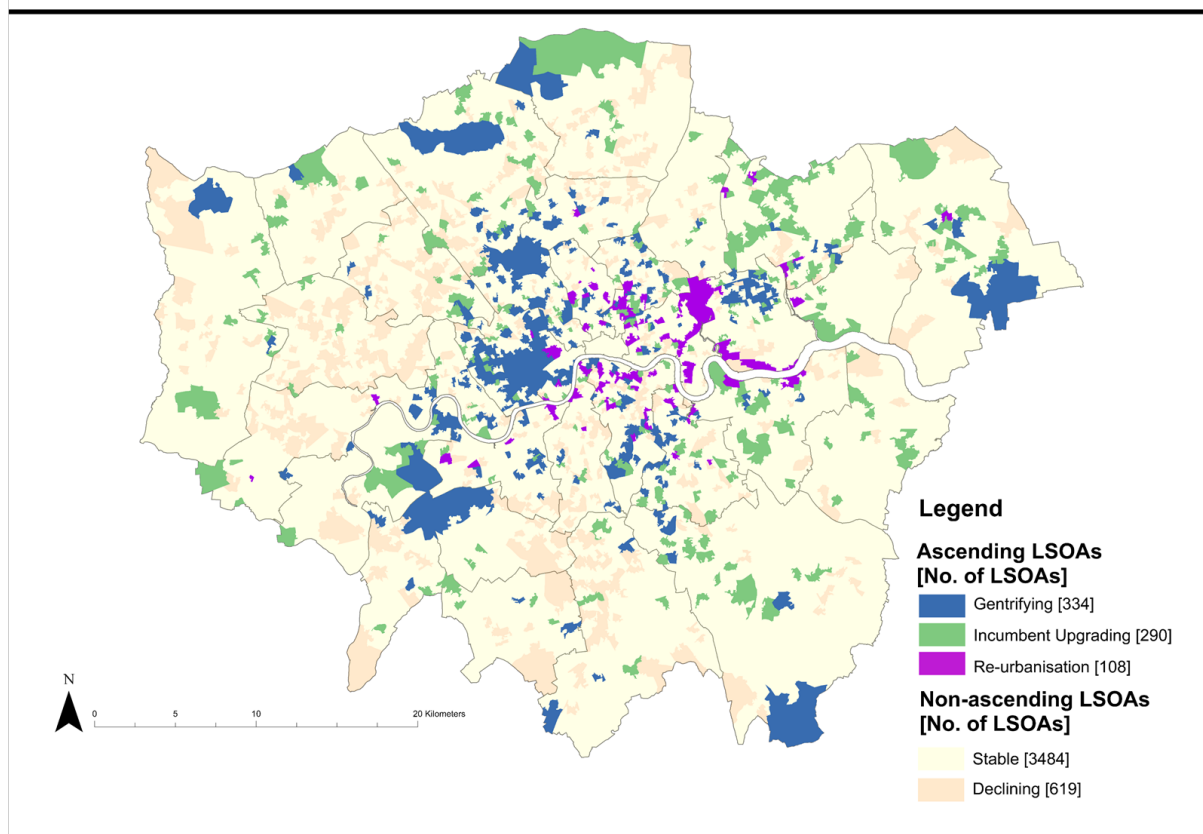 Legend
Ascending LSOAs
[No. of LSOAs]
Gentrifying [334]
Incumbent Upgrading [290]
Re-urbanisation [108]
Non-ascending LSOAs
[No. of LSOAs]
Stable [3484]
Declining [619]
N
0 5 10 20 Kilometers